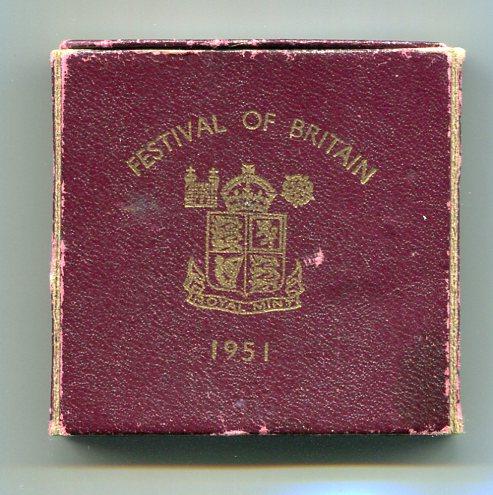 FESTIVAL OF BRITAIN
ROYAL MINT
1951